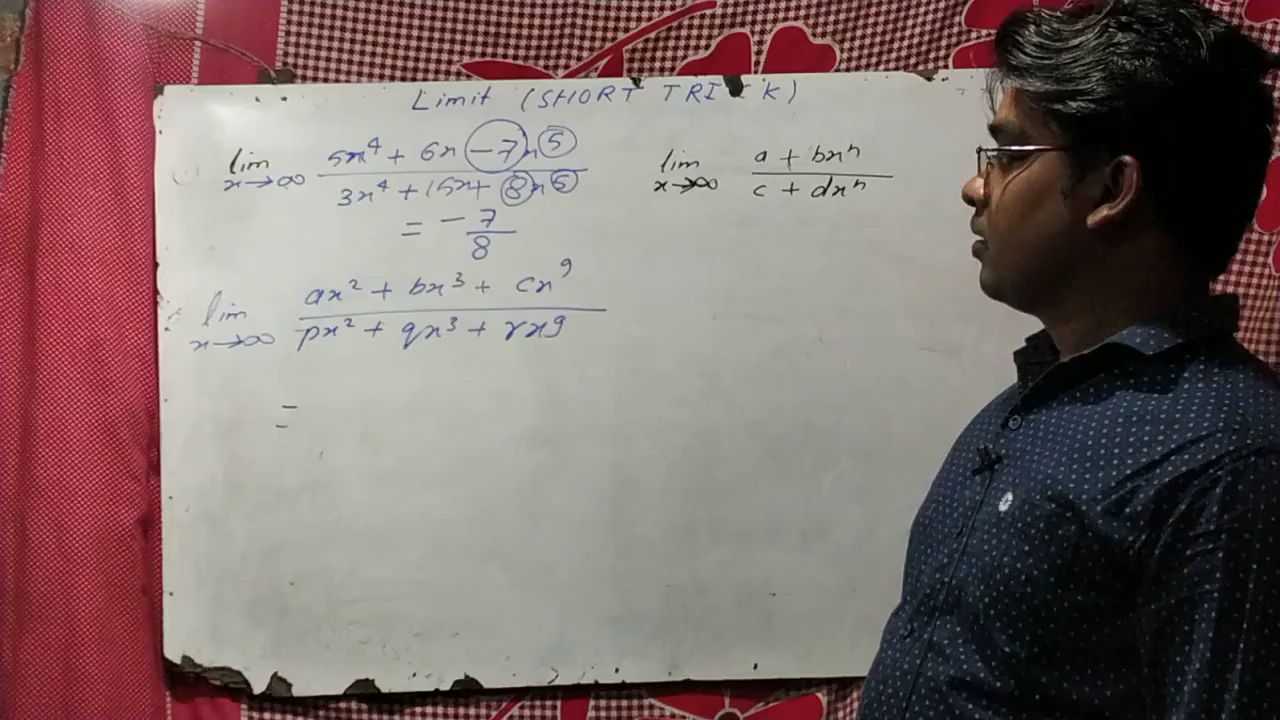 Limit (SHORT TRICK)
lim x→∞ 5x⁴ + 6x − 7x⁵ / 3x⁴ + 15x + 8x⁵
= − 7/8
lim x→∞ ax² + bx³ + cx⁹ / px² + qx³ + rx⁹
=
lim x→∞ a + bxⁿ / c + dxⁿ